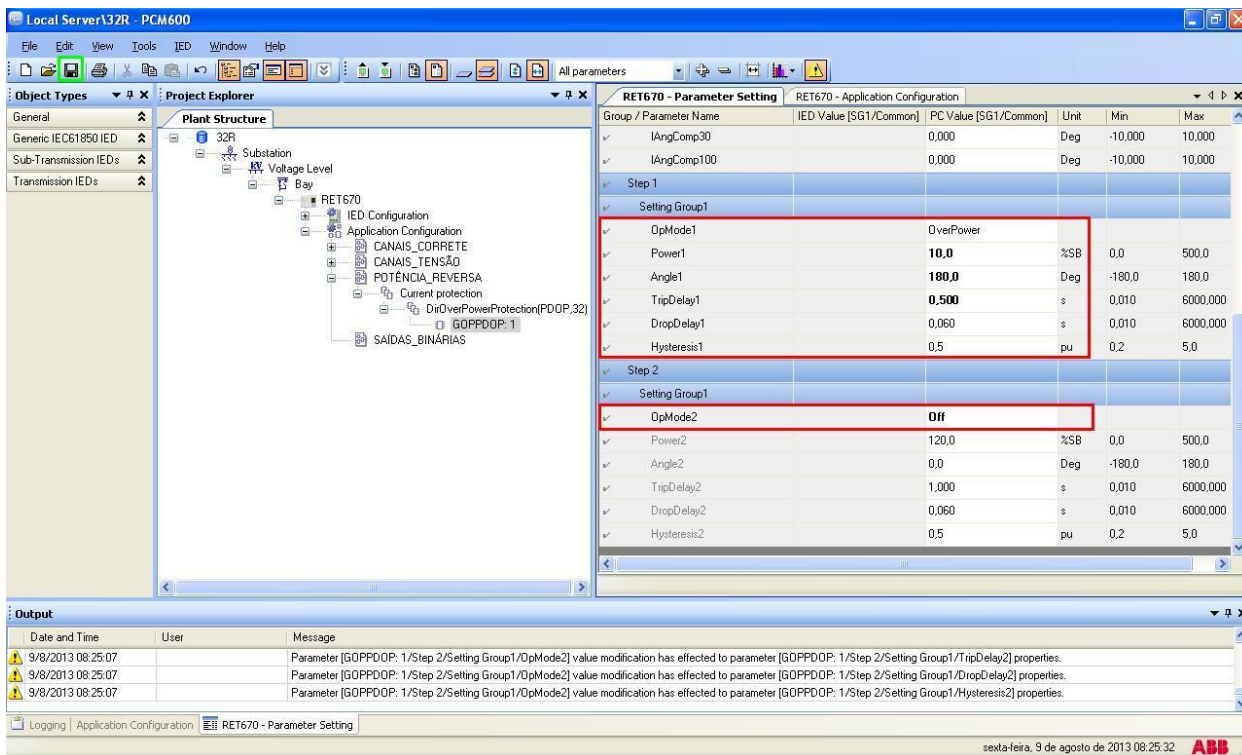 Local Server\32R - PCM600
File Edit View Tools IED Window Help
All parameters
Object Types
General
Generic IEC61850 IED
Sub-Transmission IEDs
Transmission IEDs
Project Explorer
Plant Structure
32R
Substation
Voltage Level
Bay
RET670
IED Configuration
Application Configuration
CANAIS_CORRETE
CANAIS_TENSÃO
POTÊNCIA_REVERSA
Current protection
DirOverPowerProtection(PDOP,32)
GOPPDOP: 1
SAÍDAS_BINÁRIAS
RET670 - Parameter Setting RET670 - Application Configuration
Group / Parameter Name IED Value [SG1/Common] PC Value [SG1/Common] Unit Min Max
IAngComp30 0,000 Deg -10,000 10,000
IAngComp100 0,000 Deg -10,000 10,000
Step 1
Setting Group1
OpMode1 OverPower
Power1 10,0 %SB 0,0 500,0
Angle1 180,0 Deg -180,0 180,0
TripDelay1 0,500 s 0,010 6000,000
DropDelay1 0,060 s 0,010 6000,000
Hysteresis1 0,5 pu 0,2 5,0
Step 2
Setting Group1
OpMode2 Off
Power2 120,0 %SB 0,0 500,0
Angle2 0,0 Deg -180,0 180,0
TripDelay2 1,000 s 0,010 6000,000
DropDelay2 0,060 s 0,010 6000,000
Hysteresis2 0,5 pu 0,2 5,0
Output
Date and Time User Message
9/8/2013 08:25:07 Parameter [GOPPDOP: 1/Step 2/Setting Group1/OpMode2] value modification has effected to parameter [GOPPDOP: 1/Step 2/Setting Group1/TripDelay2] properties.
9/8/2013 08:25:07 Parameter [GOPPDOP: 1/Step 2/Setting Group1/OpMode2] value modification has effected to parameter [GOPPDOP: 1/Step 2/Setting Group1/DropDelay2] properties.
9/8/2013 08:25:07 Parameter [GOPPDOP: 1/Step 2/Setting Group1/OpMode2] value modification has effected to parameter [GOPPDOP: 1/Step 2/Setting Group1/Hysteresis2] properties.
Logging Application Configuration RET670 - Parameter Setting
sexta-feira, 9 de agosto de 2013 08:25:32 ABB